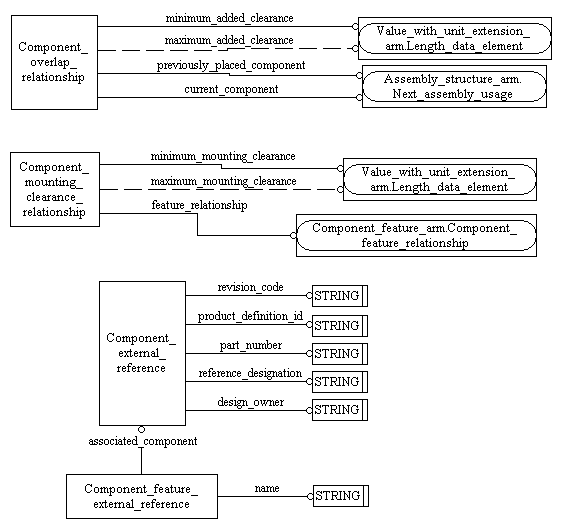 minimum_added_clearance
Component_
overlap_
relationship
maximum_added_clearance
Value_with_unit_extension_
arm.Length_data_element
previously_placed_component
current_component
Assembly_structure_arm.
Next_assembly_usage
minimum_mounting_clearance
Component_
mounting_
clearance_
relationship
maximum_mounting_clearance
Value_with_unit_extension_
arm.Length_data_element
feature_relationship
Component_feature_arm.Component_
feature_relationship
revision_code
STRING
product_definition_id
STRING
Component_
external_
reference
part_number
STRING
reference_designation
STRING
design_owner
STRING
associated_component
Component_feature_
external_reference
name
STRING